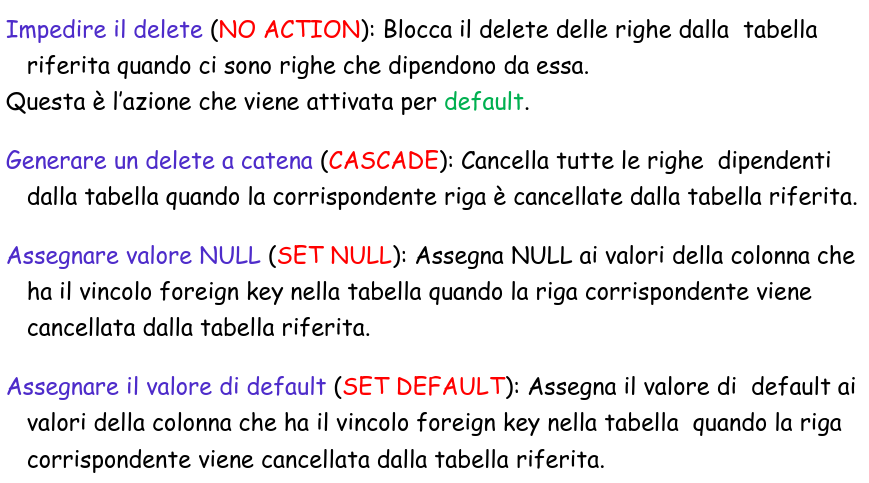 Impedire il delete (NO ACTION): Blocca il delete delle righe dalla tabella
riferita quando ci sono righe che dipendono da essa.
Questa è l'azione che viene attivata per default.
Generare un delete a catena (CASCADE): Cancella tutte le righe dipendenti
dalla tabella quando la corrispondente riga è cancellate dalla tabella riferita.
Assegnare valore NULL (SET NULL): Assegna NULL ai valori della colonna che
ha il vincolo foreign key nella tabella quando la riga corrispondente viene
cancellata dalla tabella riferita.
Assegnare il valore di default (SET DEFAULT): Assegna il valore di default ai
valori della colonna che ha il vincolo foreign key nella tabella quando la riga
corrispondente viene cancellata dalla tabella riferita.